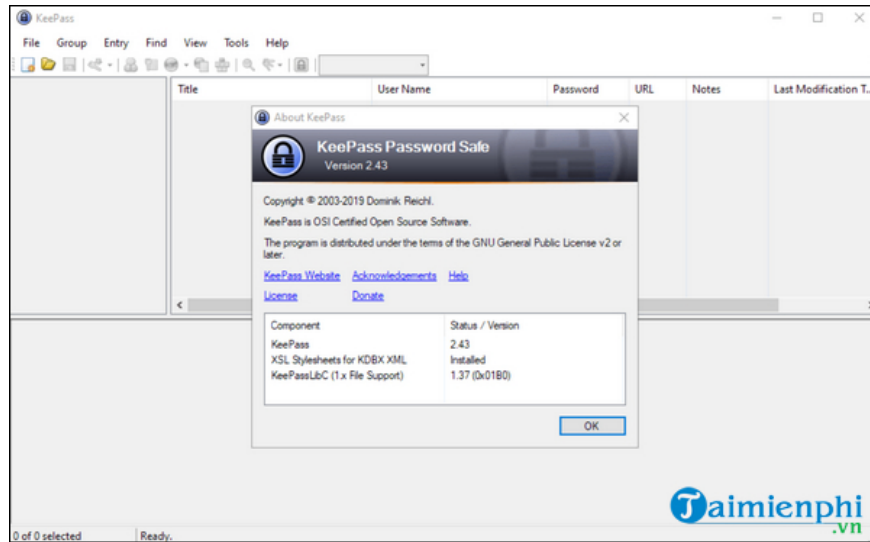 KeePass
File Group Entry Find View Tools Help
Title User Name Password URL Notes Last Modification T..
About KeePass
KeePass Password Safe
Version 2.43
Copyright © 2003-2019 Dominik Reichl.
KeePass is OSI Certified Open Source Software.
The program is distributed under the terms of the GNU General Public License v2 or
later.
KeePass Website Acknowledgements Help
License Donate
Component Status / Version
KeePass 2.43
XSL Stylesheets for KDBX XML Installed
KeePassLibC (1.x File Support) 1.37 (0x01B0)
OK
Taimienphi
.vn
0 of 0 selected Ready.